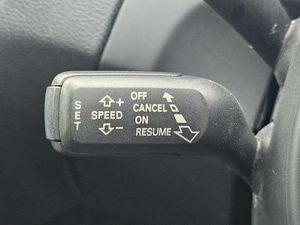 SET
SPEED
+
-
OFF
CANCEL
ON
RESUME